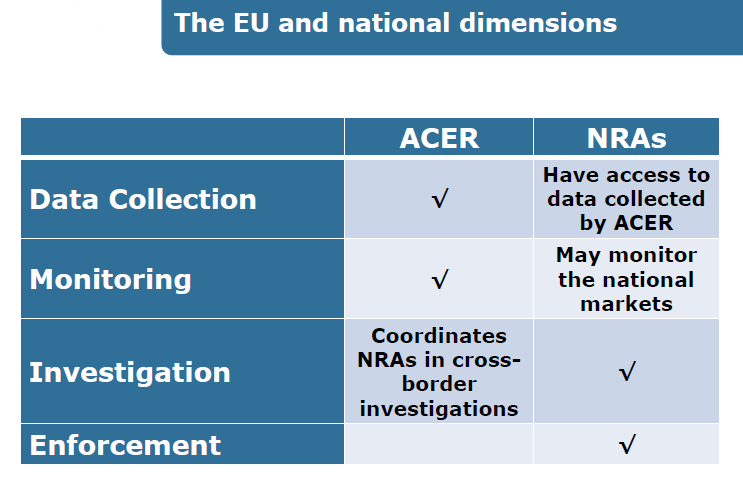 The EU and national dimensions
ACER NRAs
Data Collection
√
Have access to
data collected
by ACER
Monitoring
√
May monitor
the national
markets
Investigation
Coordinates
NRAs in cross-
border
investigations
√
Enforcement
√